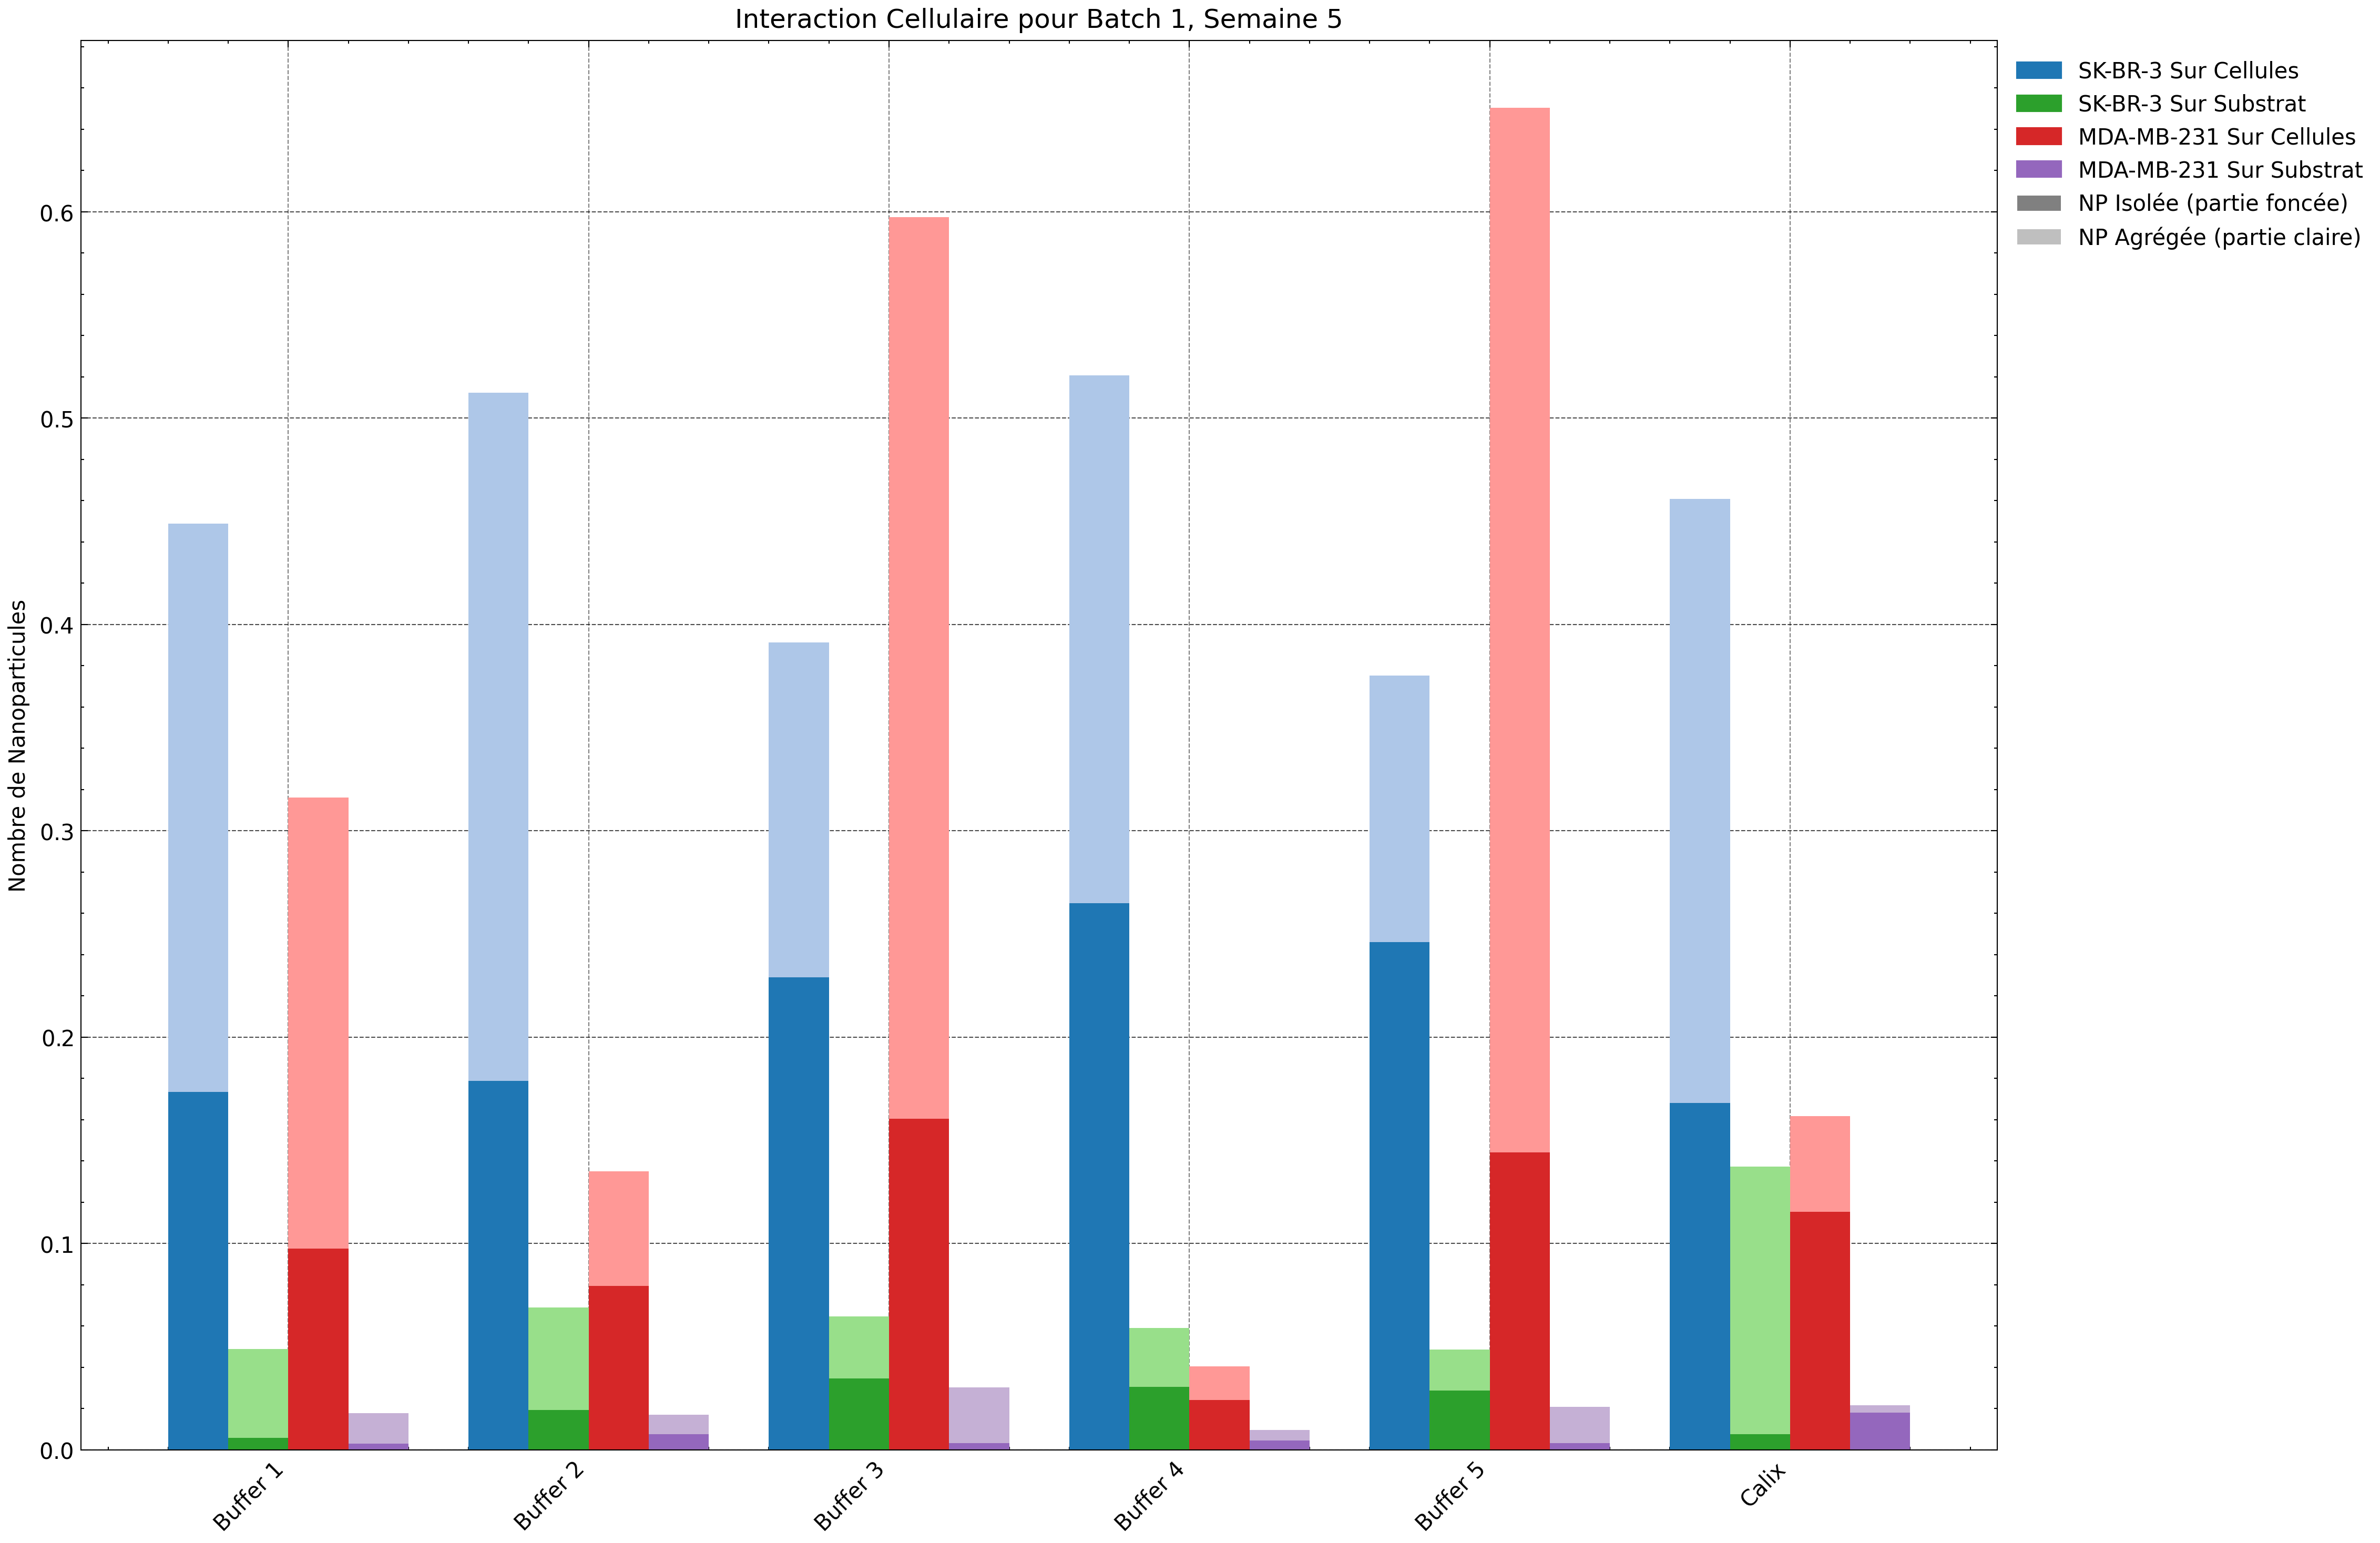 Interaction Cellulaire pour Batch 1, Semaine 5
SK-BR-3 Sur Cellules
SK-BR-3 Sur Substrat
MDA-MB-231 Sur Cellules
MDA-MB-231 Sur Substrat
NP Isolée (partie foncée)
NP Agrégée (partie claire)
Nombre de Nanoparticules
0.6
0.5
0.4
0.3
0.2
0.1
0.0
Buffer 1
Buffer 2
Buffer 3
Buffer 4
Buffer 5
Calix